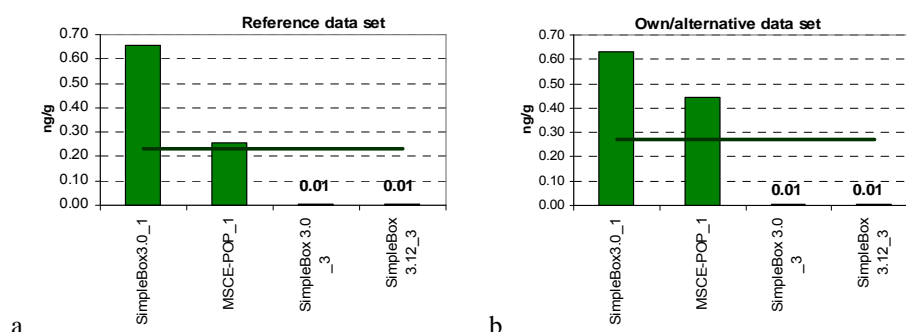 Reference data set
0.70
0.60
0.50
0.40
0.30
0.20
0.10
0.00
ng/g
0.01
0.01
SimpleBox3.0_1
MSCE-POP_1
SimpleBox 3.0
_3
SimpleBox
3.12_3
a
Own/alternative data set
0.70
0.60
0.50
0.40
0.30
0.20
0.10
0.00
ng/g
0.01
0.01
SimpleBox3.0_1
MSCE-POP_1
SimpleBox 3.0
_3
SimpleBox
3.12_3
b